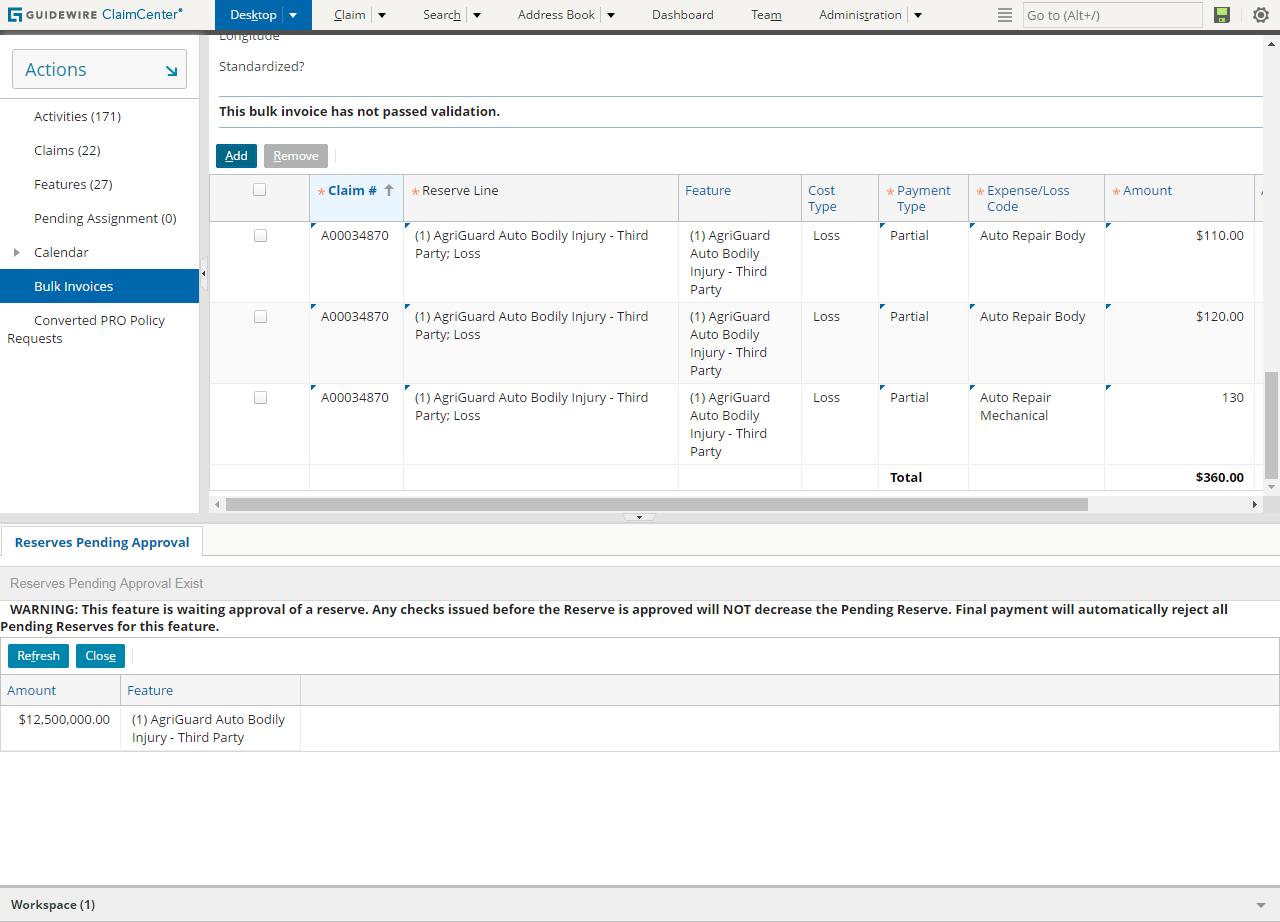 GUIDEWIRE ClaimCenter®
Desktop
Claim
Search
Address Book
Dashboard
Team
Administration
Go to (Alt+/)
Actions
Activities (171)
Claims (22)
Features (27)
Pending Assignment (0)
Calendar
Bulk Invoices
Converted PRO Policy
Requests
Longitude
Standardized?
This bulk invoice has not passed validation.
Add
Remove
* Claim #
* Reserve Line
Feature
Cost
Type
* Payment
Type
* Expense/Loss
Code
* Amount
A00034870
(1) AgriGuard Auto Bodily Injury - Third
Party; Loss
(1) AgriGuard
Auto Bodily
Injury - Third
Party
Loss
Partial
Auto Repair Body
$110.00
A00034870
(1) AgriGuard Auto Bodily Injury - Third
Party; Loss
(1) AgriGuard
Auto Bodily
Injury - Third
Party
Loss
Partial
Auto Repair Body
$120.00
A00034870
(1) AgriGuard Auto Bodily Injury - Third
Party; Loss
(1) AgriGuard
Auto Bodily
Injury - Third
Party
Loss
Partial
Auto Repair
Mechanical
130
Total
$360.00
Reserves Pending Approval
Reserves Pending Approval Exist
WARNING: This feature is waiting approval of a reserve. Any checks issued before the Reserve is approved will NOT decrease the Pending Reserve. Final payment will automatically reject all
Pending Reserves for this feature.
Refresh
Close
Amount
Feature
$12,500,000.00
(1) AgriGuard Auto Bodily
Injury - Third Party
Workspace (1)